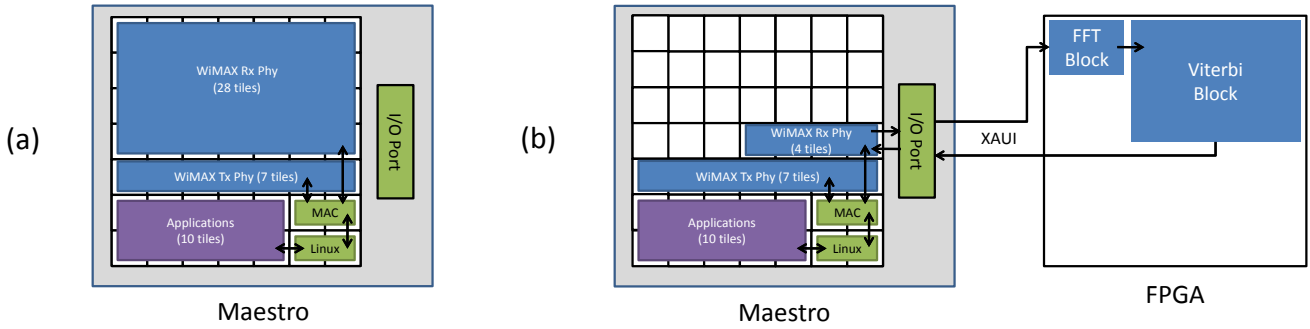 (a)
WiMAX Rx Phy
(28 tiles)
I/O Port
WiMAX Tx Phy (7 tiles)
Applications
(10 tiles)
MAC
Linux
Maestro
(b)
WiMAX Rx Phy
(4 tiles)
I/O Port
WiMAX Tx Phy (7 tiles)
Applications
(10 tiles)
MAC
Linux
Maestro
XAUI
FFT
Block
Viterbi
Block
FPGA